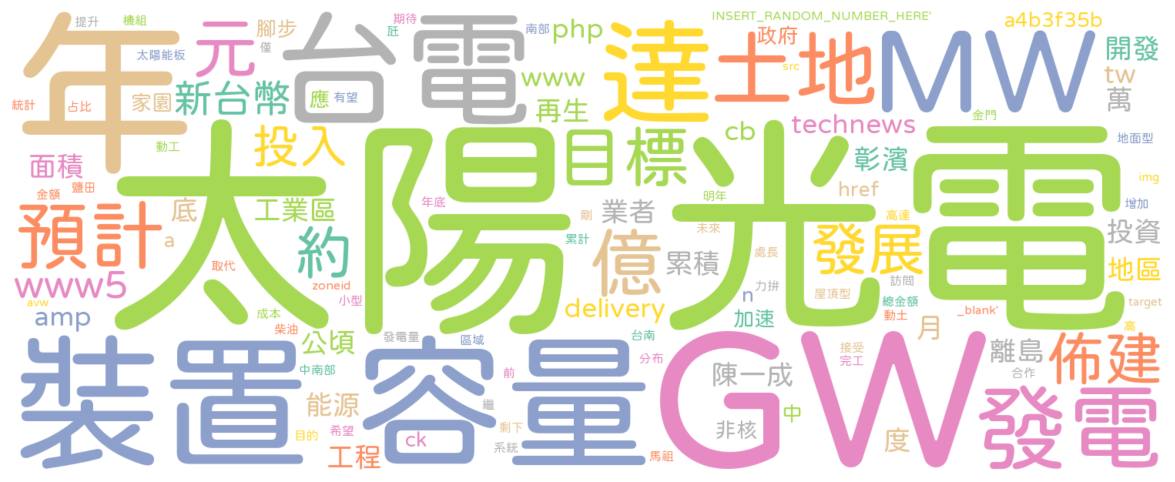 提升 機組 腳步 期待 南部 INSERT_RANDOM_NUMBER_HERE' a4b3f35b
年 太陽能板 元 台電 旺 php 達 土地 政府 MW 開發
統計 占比 家園 新台幣 應 有望 www 再生 src tw 萬
動工 投入 目標 cb technews 金門 地面型
面積 太陽光電 彰濱 img
金額 鹽田 底 工業區 年底 剛 業者 明年 href 高達 增加
預計 a 約 累計 億 未來 發展 投資
取代 累積 處長 訪問 地區
www5 zoneid 小型 n 力拼 屋頂型 target
avw amp 成本 delivery 加速 總金額 動土 _blank' 高
柴油 公頃 發電量 區域 台南 月 接受 離島 佈建
裝置容量 中南部 前 分布 GW 完工 合作
能源 繼 陳一成 中 發電
目的 希望 ck 剩下 非核 度
工程 系統 馬祖
僅